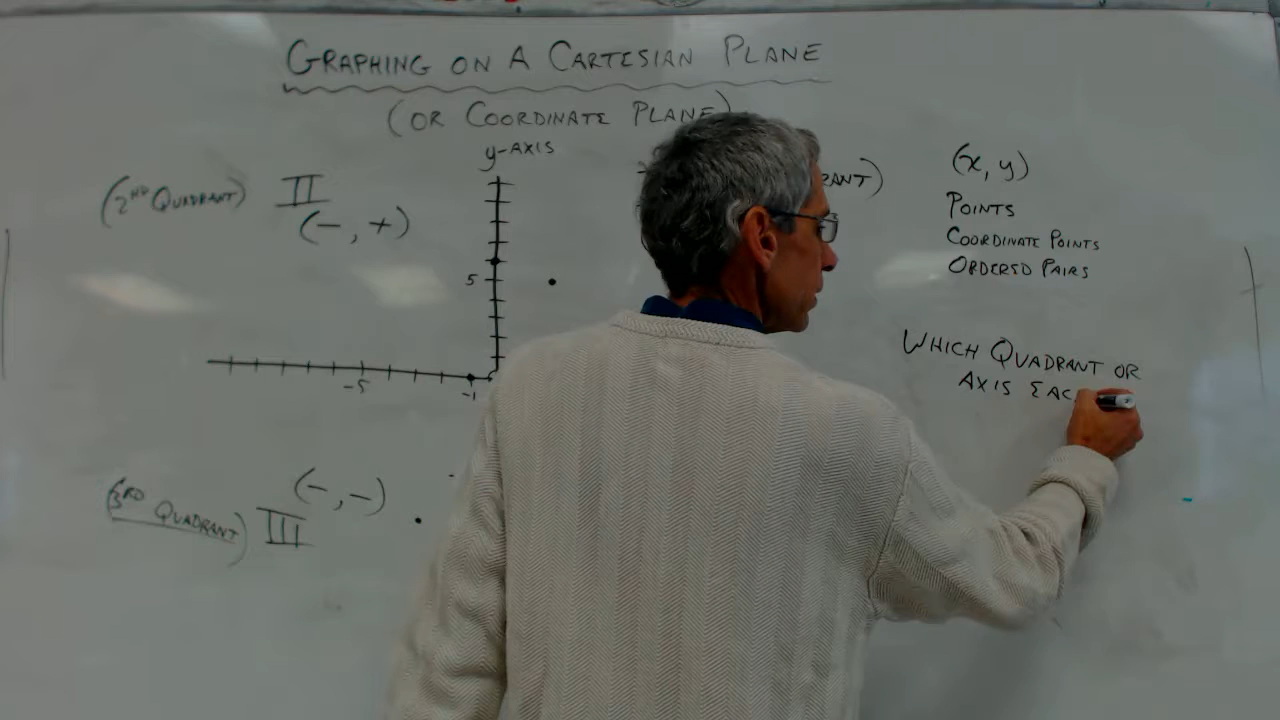 GRAPHING ON A CARTESIAN PLANE
(OR COORDINATE PLANE)
y-AXIS
(2ND QUADRANT) II
(-, +)
(x, y)
POINTS
COORDINATE POINTS
ORDERED PAIRS
5
WHICH QUADRANT OR
AXIS EAC
-5
-1
(-, -)
(3RD QUADRANT) III